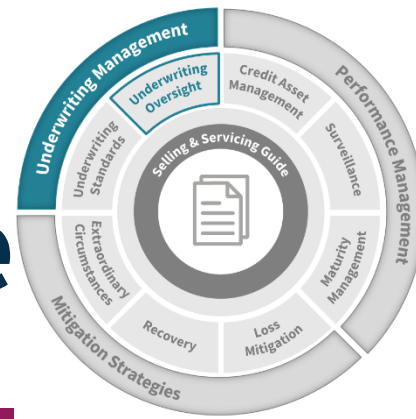 Underwriting Management
Underwriting
Oversight
Underwriting
Standards
Performance Management
Credit Asset
Management
Surveillance
Maturity
Management
Mitigation Strategies
Loss
Mitigation
Recovery
Extraordinary
Circumstances
Selling & Servicing Guide
e